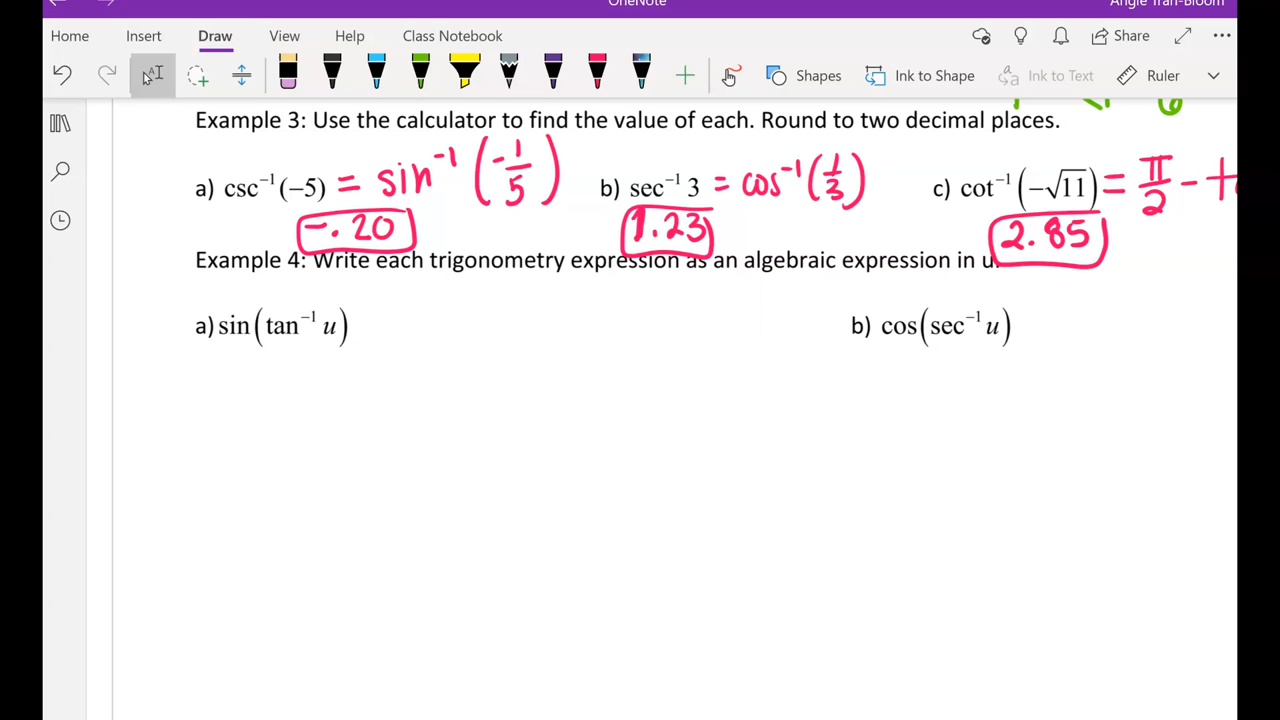 OneNote
Angie Tran-Bloom
Home Insert Draw View Help Class Notebook Share
Shapes Ink to Shape Ink to Text Ruler
Example 3: Use the calculator to find the value of each. Round to two decimal places.
a) csc⁻¹(−5) = sin⁻¹(-1/5) b) sec⁻¹ 3 = cos⁻¹(1/3) c) cot⁻¹(−√11) = π/2 −
-.20 1.23 2.85
Example 4: Write each trigonometry expression as an algebraic expression in u.
a) sin(tan⁻¹ u) b) cos(sec⁻¹ u)